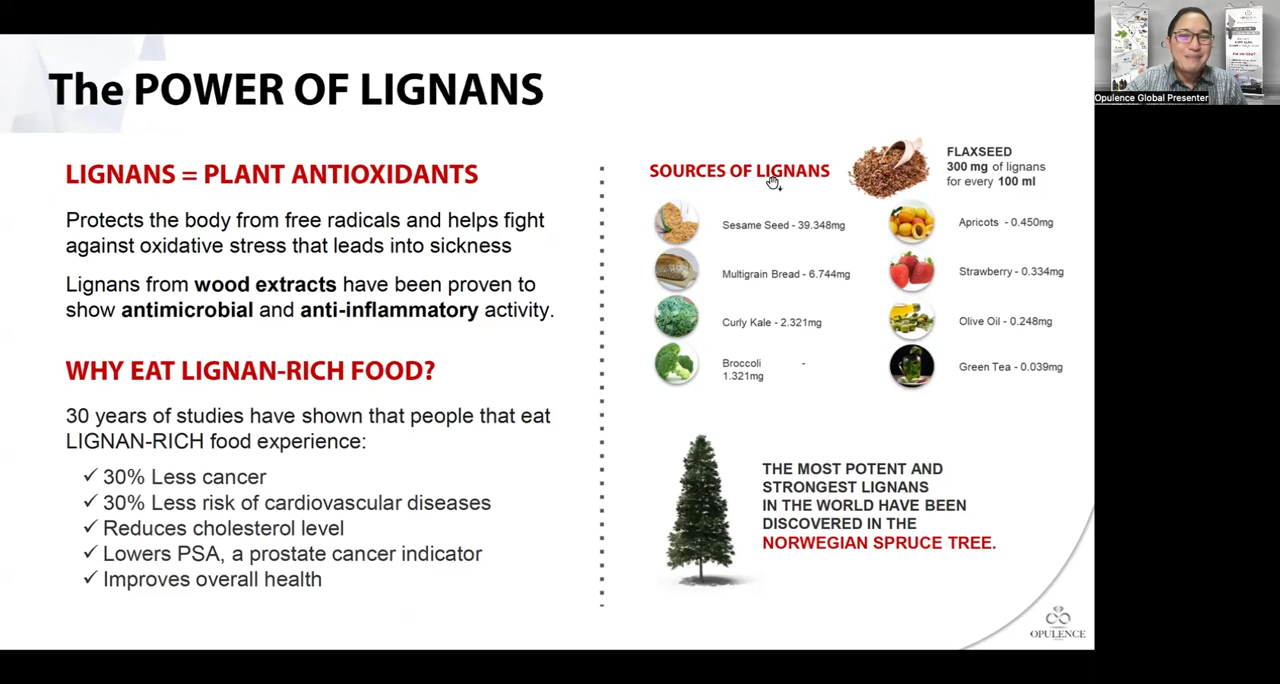 The POWER OF LIGNANS
LIGNANS = PLANT ANTIOXIDANTS
Protects the body from free radicals and helps fight
against oxidative stress that leads into sickness
Lignans from wood extracts have been proven to
show antimicrobial and anti-inflammatory activity.
WHY EAT LIGNAN-RICH FOOD?
30 years of studies have shown that people that eat
LIGNAN-RICH food experience:
✓ 30% Less cancer
✓ 30% Less risk of cardiovascular diseases
✓ Reduces cholesterol level
✓ Lowers PSA, a prostate cancer indicator
✓ Improves overall health
SOURCES OF LIGNANS
FLAXSEED
300 mg of lignans
for every 100 ml
Sesame Seed - 39.348mg
Multigrain Bread - 6.744mg
Curly Kale - 2.321mg
Broccoli -
1.321mg
Apricots - 0.450mg
Strawberry - 0.334mg
Olive Oil - 0.248mg
Green Tea - 0.039mg
THE MOST POTENT AND
STRONGEST LIGNANS
IN THE WORLD HAVE BEEN
DISCOVERED IN THE
NORWEGIAN SPRUCE TREE.
OPULENCE
Opulence Global Presenter